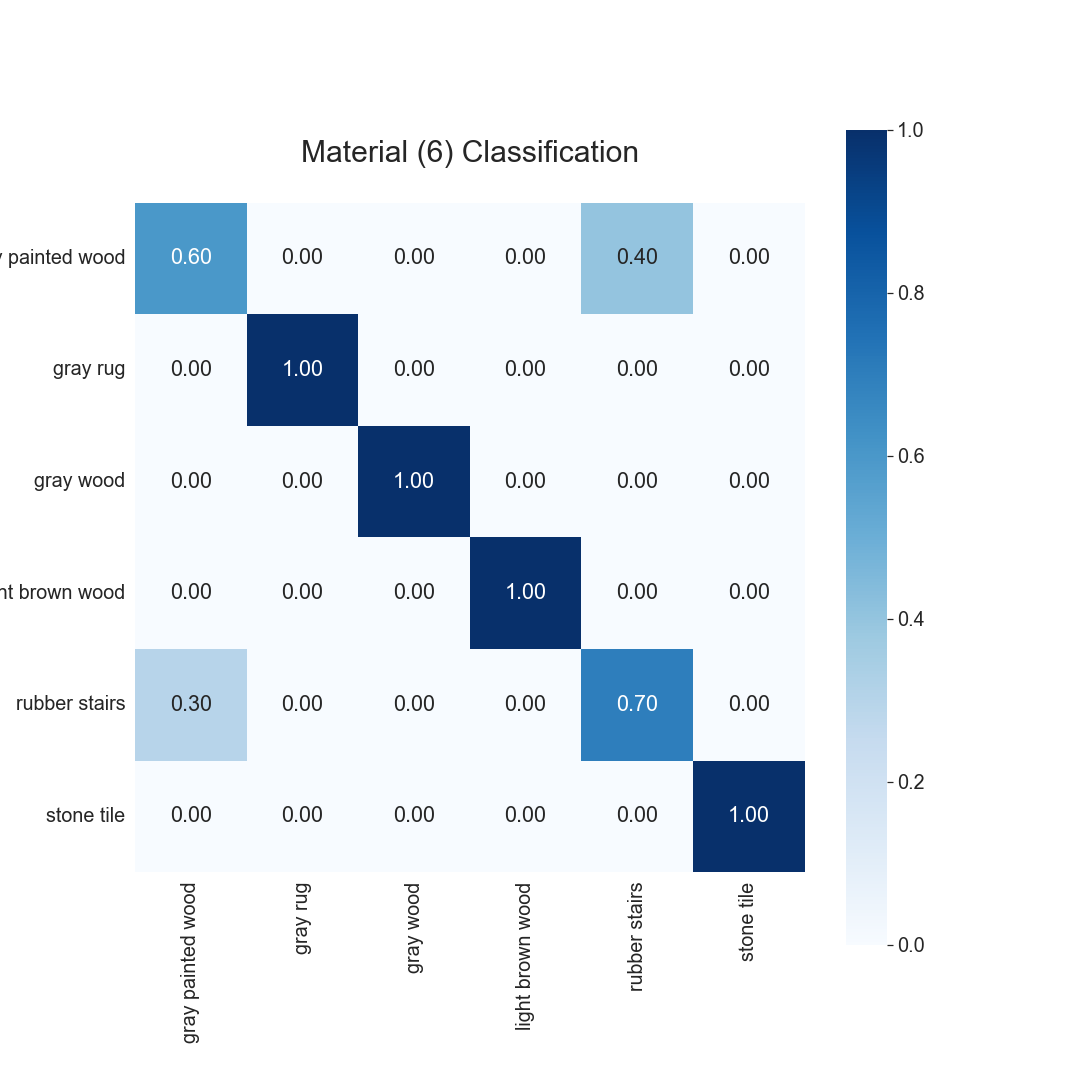 Material (6) Classification
1.0
y painted wood 0.60 0.00 0.00 0.00 0.40 0.00
0.8
gray rug 0.00 1.00 0.00 0.00 0.00 0.00
gray wood 0.00 0.00 1.00 0.00 0.00 0.00
0.6
ht brown wood 0.00 0.00 0.00 1.00 0.00 0.00
0.4
rubber stairs 0.30 0.00 0.00 0.00 0.70 0.00
0.2
stone tile 0.00 0.00 0.00 0.00 0.00 1.00
0.0
gray painted wood
gray rug
gray wood
light brown wood
rubber stairs
stone tile